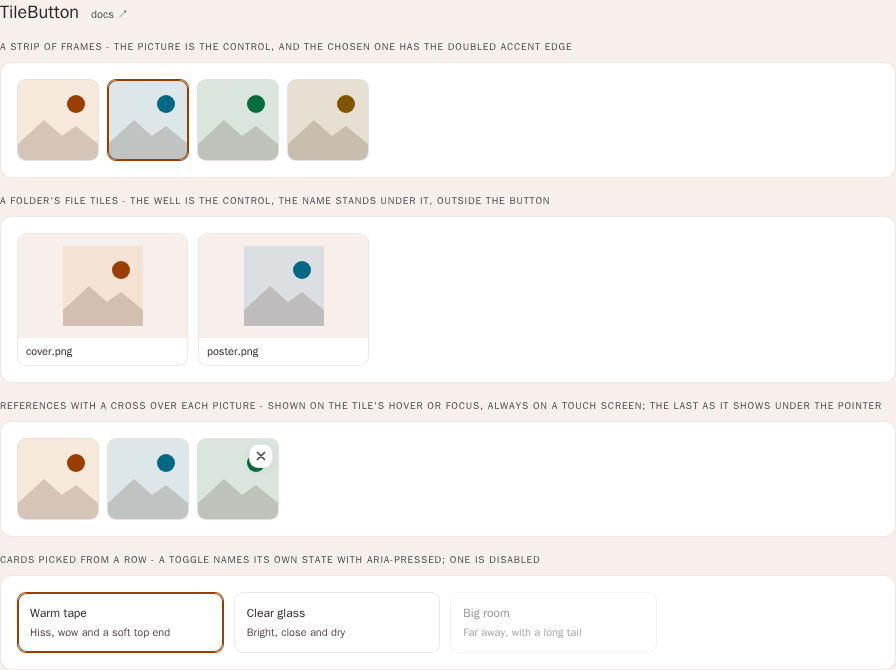 TileButton docs ↗
A STRIP OF FRAMES - THE PICTURE IS THE CONTROL, AND THE CHOSEN ONE HAS THE DOUBLED ACCENT EDGE
A FOLDER'S FILE TILES - THE WELL IS THE CONTROL, THE NAME STANDS UNDER IT, OUTSIDE THE BUTTON
cover.png
poster.png
REFERENCES WITH A CROSS OVER EACH PICTURE - SHOWN ON THE TILE'S HOVER OR FOCUS, ALWAYS ON A TOUCH SCREEN; THE LAST AS IT SHOWS UNDER THE POINTER
CARDS PICKED FROM A ROW - A TOGGLE NAMES ITS OWN STATE WITH ARIA-PRESSED; ONE IS DISABLED
Warm tape
Hiss, wow and a soft top end
Clear glass
Bright, close and dry
Big room
Far away, with a long tail